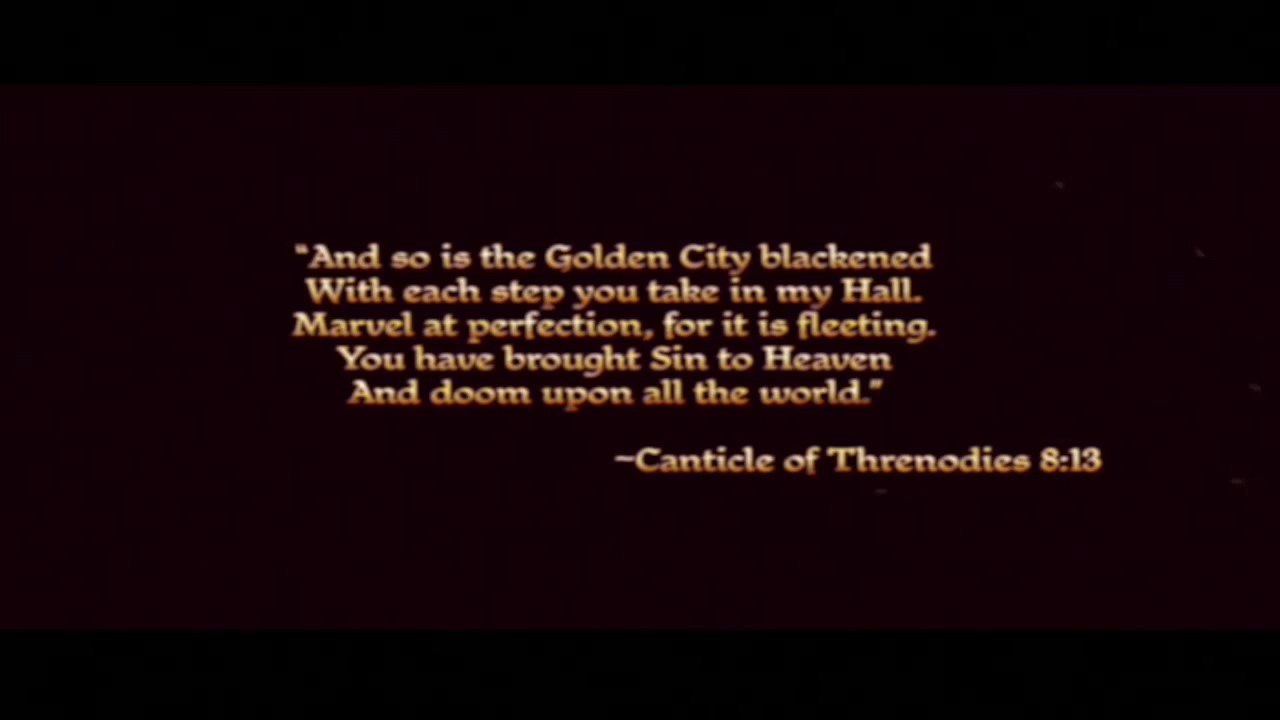 “And so is the Golden City blackened
With each step you take in my Hall.
Marvel at perfection, for it is fleeting.
You have brought Sin to Heaven
And doom upon all the world.”
~Canticle of Threnodies 8:13